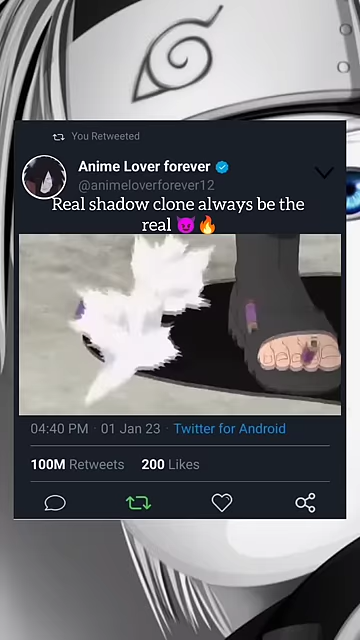 You Retweeted
Anime Lover forever
@animeloverforever12
Real shadow clone always be the
real 😈🔥
04:40 PM · 01 Jan 23 · Twitter for Android
100M Retweets 200 Likes